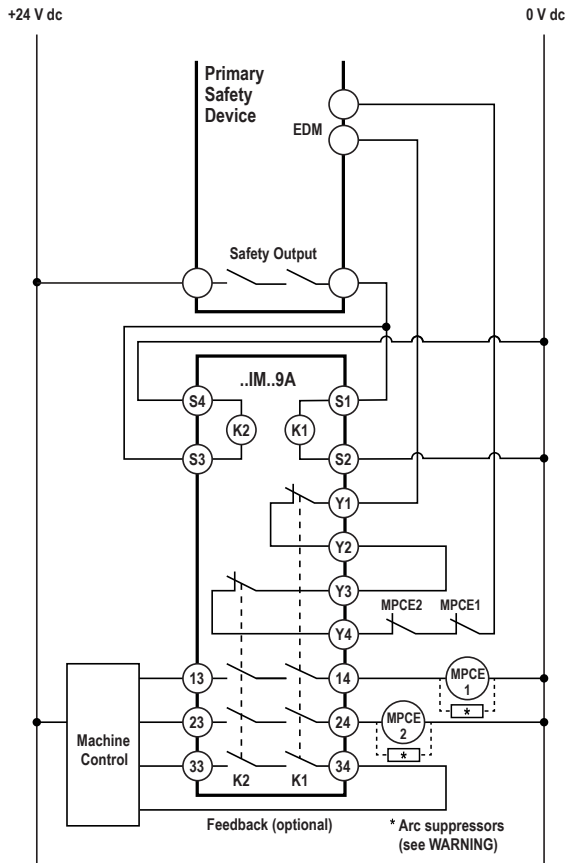 +24 V dc
0 V dc
Primary
Safety
Device
EDM
Safety Output
..IM..9A
S4
S1
K2
K1
S3
S2
Y1
Y2
Y3
MPCE2
MPCE1
Y4
13
14
MPCE
1
*
23
24
MPCE
2
*
Machine
Control
33
34
K2
K1
Feedback (optional)
* Arc suppressors
(see WARNING)